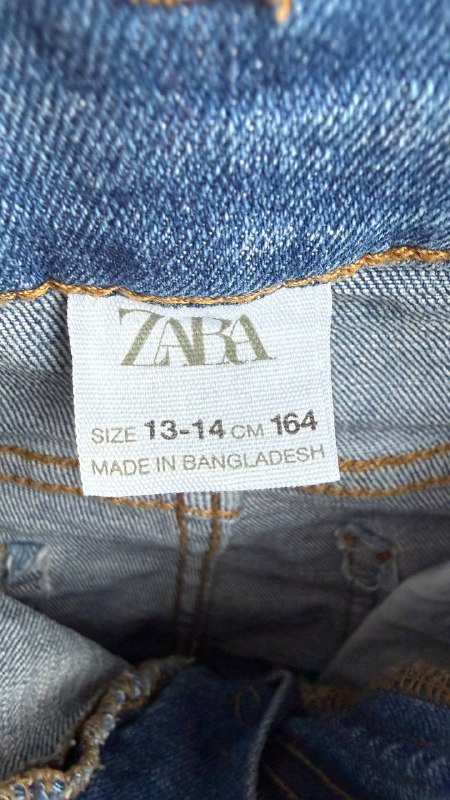 ZARA
SIZE 13-14 CM 164
MADE IN BANGLADESH